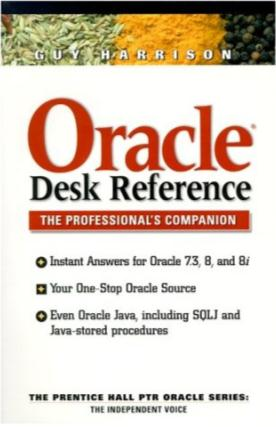 GUY HARRISON
Oracle®
Desk Reference
THE PROFESSIONAL'S COMPANION
Instant Answers for Oracle 7.3, 8, and 8i
Your One-Stop Oracle Source
Even Oracle Java, including SQLJ and
Java-stored procedures
THE PRENTICE HALL PTR ORACLE SERIES:
THE INDEPENDENT VOICE